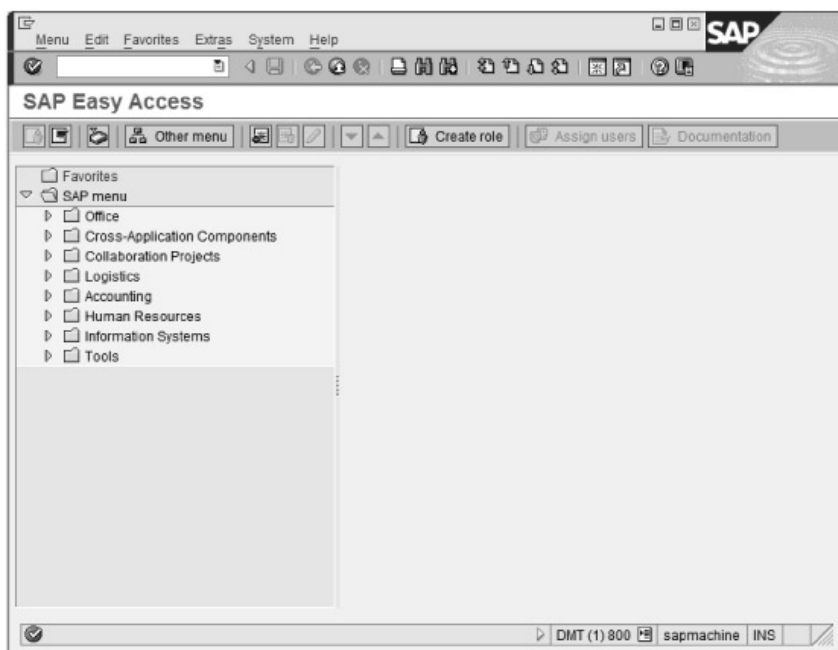 Menu Edit Favorites Extras System Help
SAP
SAP Easy Access
Other menu Create role Assign users Documentation
Favorites
SAP menu
Office
Cross-Application Components
Collaboration Projects
Logistics
Accounting
Human Resources
Information Systems
Tools
DMT (1) 800 sapmachine INS